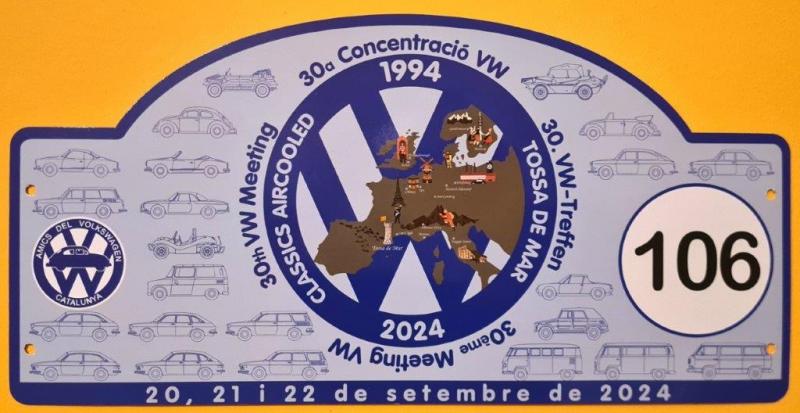 30a Concentració VW
30th VW Meeting
30. VW-Treffen
30ème Meeting VW
1994
CLASSICS AIRCOOLED
TOSSA DE MAR
2024
Tossa de Mar
AMICS DEL VOLKSWAGEN
CATALUNYA
106
20, 21 i 22 de setembre de 2024